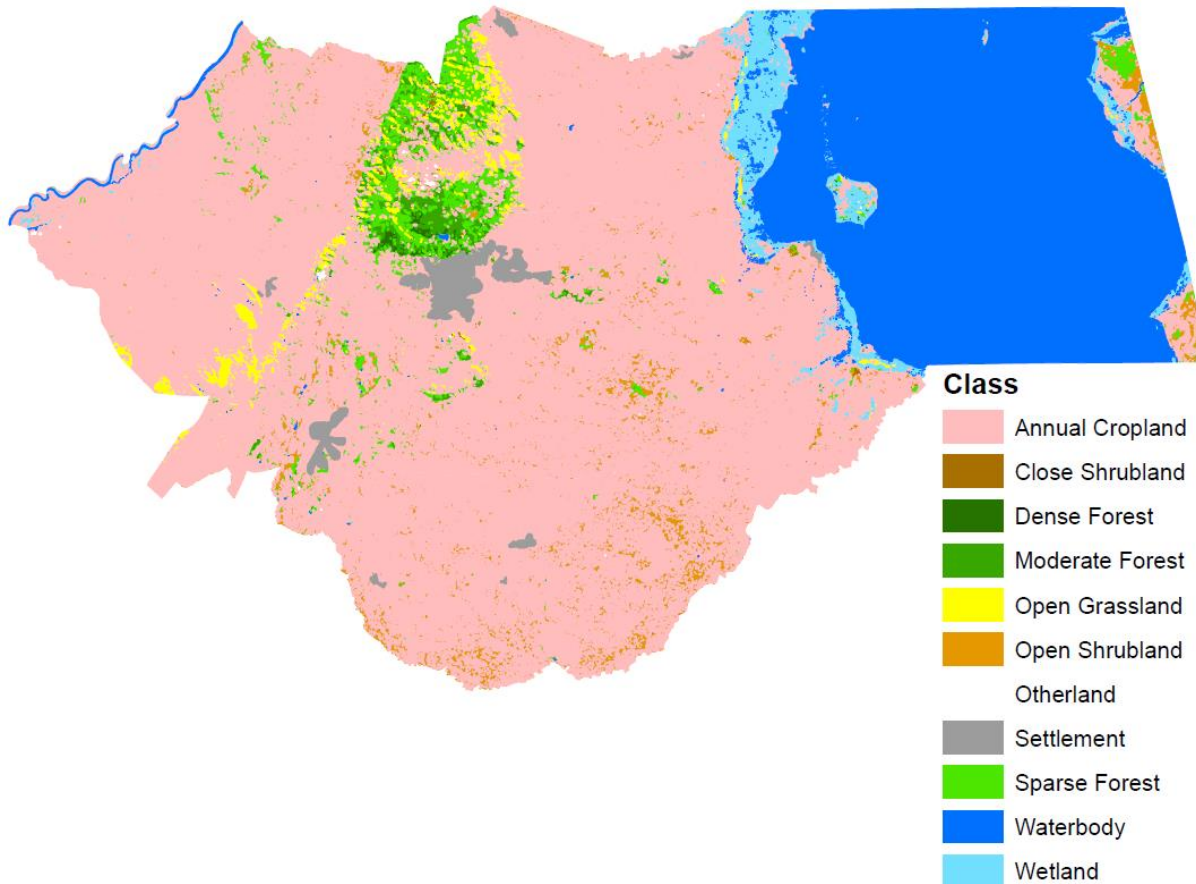 Class
Annual Cropland
Close Shrubland
Dense Forest
Moderate Forest
Open Grassland
Open Shrubland
Otherland
Settlement
Sparse Forest
Waterbody
Wetland